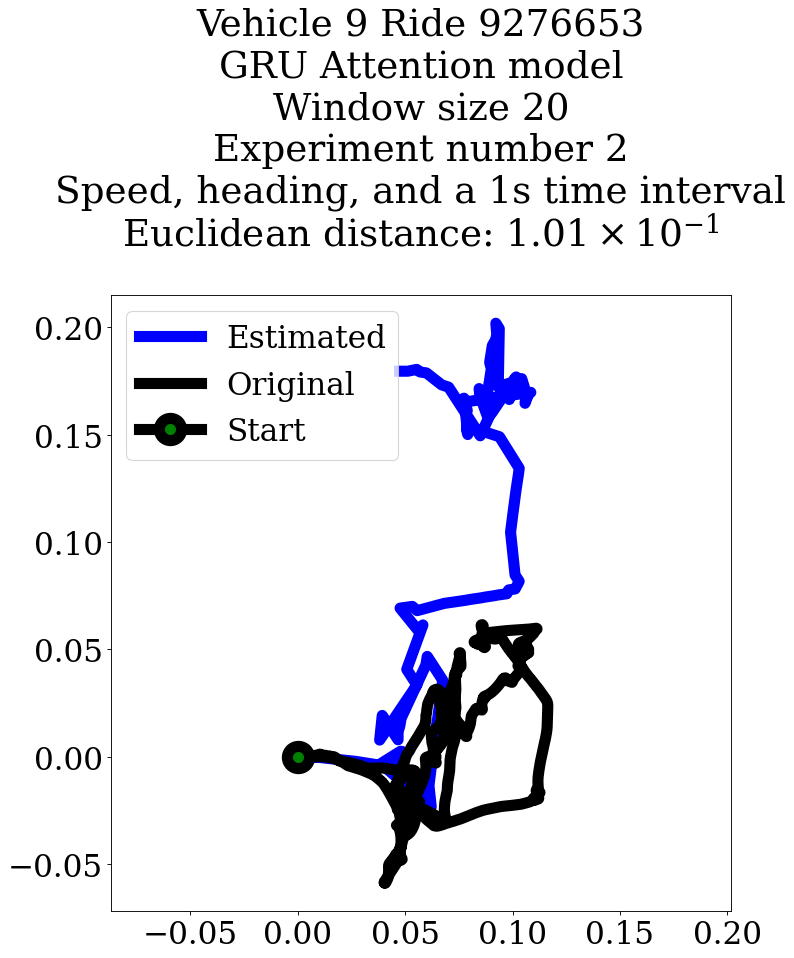 Vehicle 9 Ride 9276653
GRU Attention model
Window size 20
Experiment number 2
Speed, heading, and a 1s time interval
Euclidean distance: 1.01 × 10⁻¹
Estimated
Original
Start
0.20
0.15
0.10
0.05
0.00
−0.05
−0.05 0.00 0.05 0.10 0.15 0.20